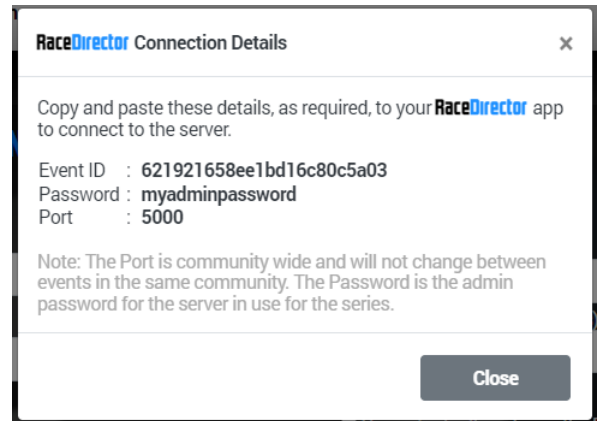 RaceDirector Connection Details ×
Copy and paste these details, as required, to your RaceDirector app
to connect to the server.
Event ID : 621921658ee1bd16c80c5a03
Password : myadminpassword
Port : 5000
Note: The Port is community wide and will not change between
events in the same community. The Password is the admin
password for the server in use for the series.
Close